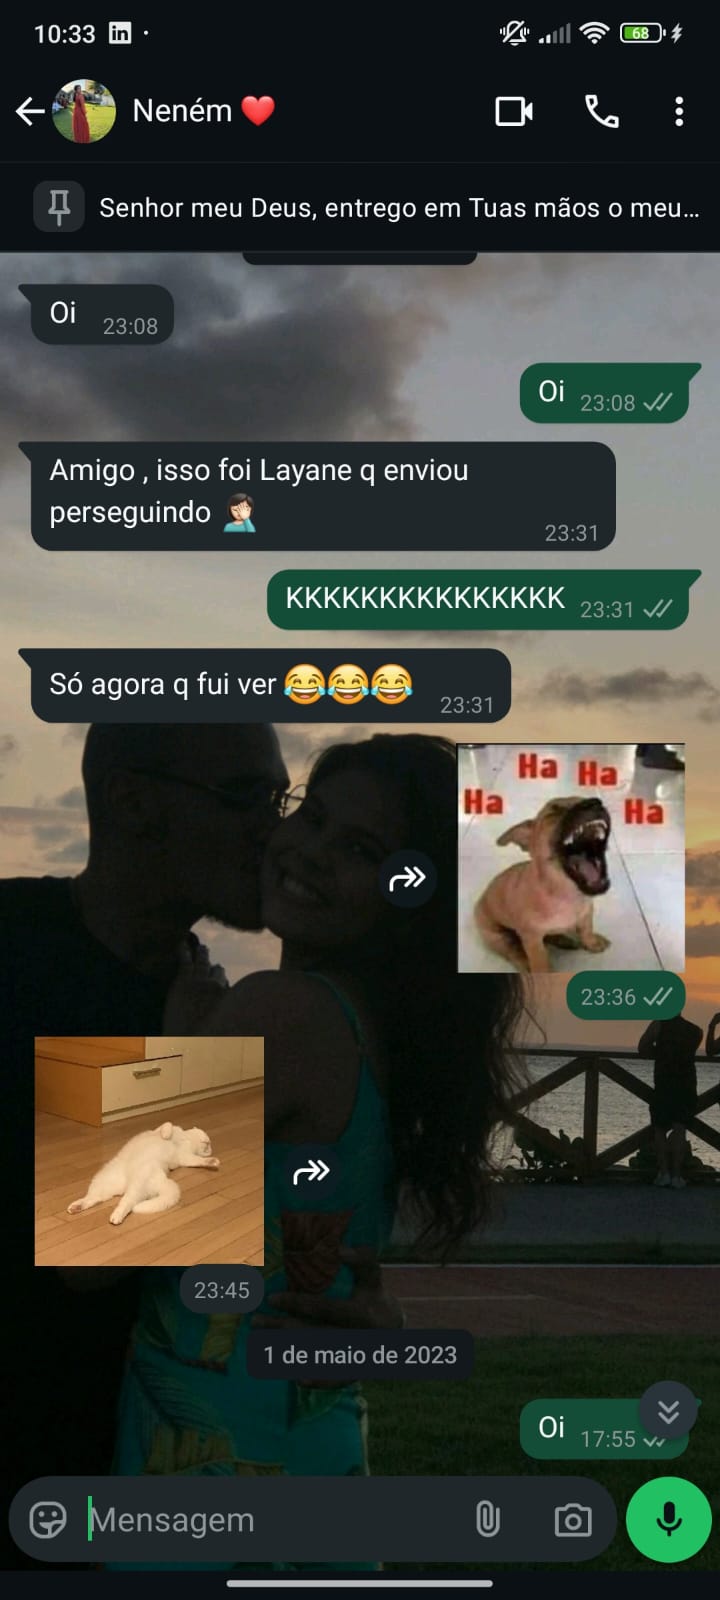 10:33
68
Neném ❤️
Senhor meu Deus, entrego em Tuas mãos o meu...
Oi 23:08
Oi 23:08
Amigo , isso foi Layane q enviou
perseguindo 🤦🏻‍♀️
23:31
KKKKKKKKKKKKKKK 23:31
Só agora q fui ver 😂😂😂
23:31
Ha Ha
Ha Ha
23:36
23:45
1 de maio de 2023
Oi 17:55
Mensagem